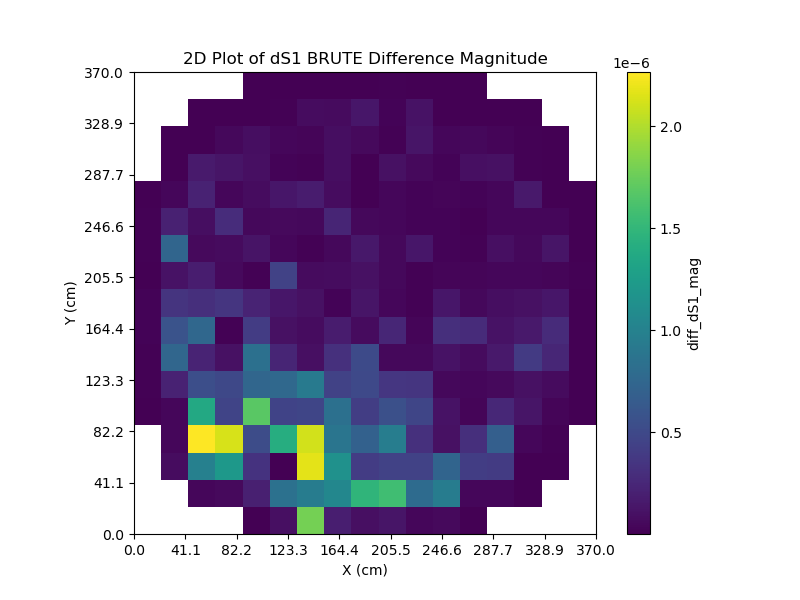 2D Plot of dS1 BRUTE Difference Magnitude
1e−6
370.0
328.9
287.7
246.6
205.5
164.4
123.3
82.2
41.1
0.0
Y (cm)
0.0 41.1 82.2 123.3 164.4 205.5 246.6 287.7 328.9 370.0
X (cm)
2.0
1.5
1.0
0.5
diff_dS1_mag